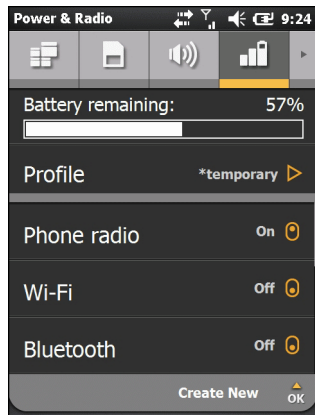 Power & Radio 9:24
Battery remaining: 57%
Profile *temporary
Phone radio On
Wi-Fi Off
Bluetooth Off
Create New OK